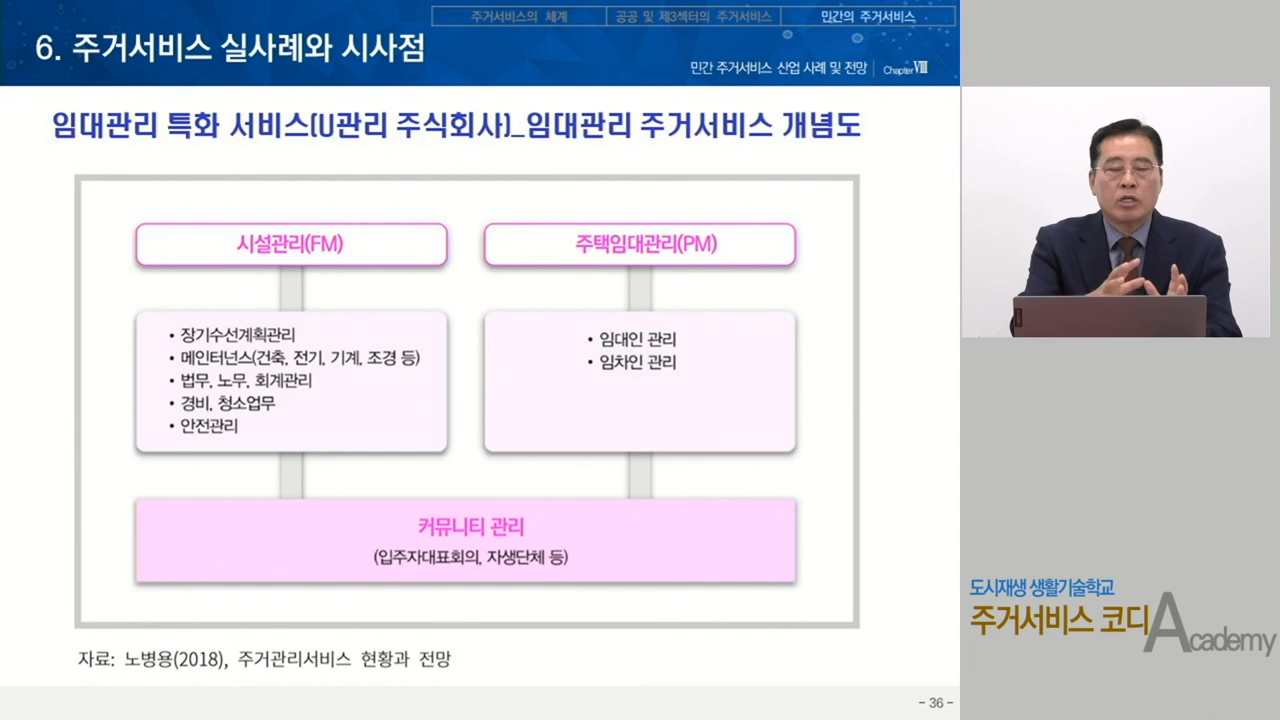 주거서비스의 체계
공공 및 제3섹터의 주거서비스
민간의 주거서비스
6. 주거서비스 실사례와 시사점
민간 주거서비스 산업 사례 및 전망
Chapter Ⅷ
임대관리 특화 서비스(U관리 주식회사)_임대관리 주거서비스 개념도
시설관리(FM)
주택임대관리(PM)
• 장기수선계획관리
• 메인터넌스(건축, 전기, 기계, 조경 등)
• 법무, 노무, 회계관리
• 경비, 청소업무
• 안전관리
• 임대인 관리
• 임차인 관리
커뮤니티 관리
(입주자대표회의, 자생단체 등)
자료: 노병용(2018), 주거관리서비스 현황과 전망
- 36 -
도시재생 생활기술학교
주거서비스 코디 Academy